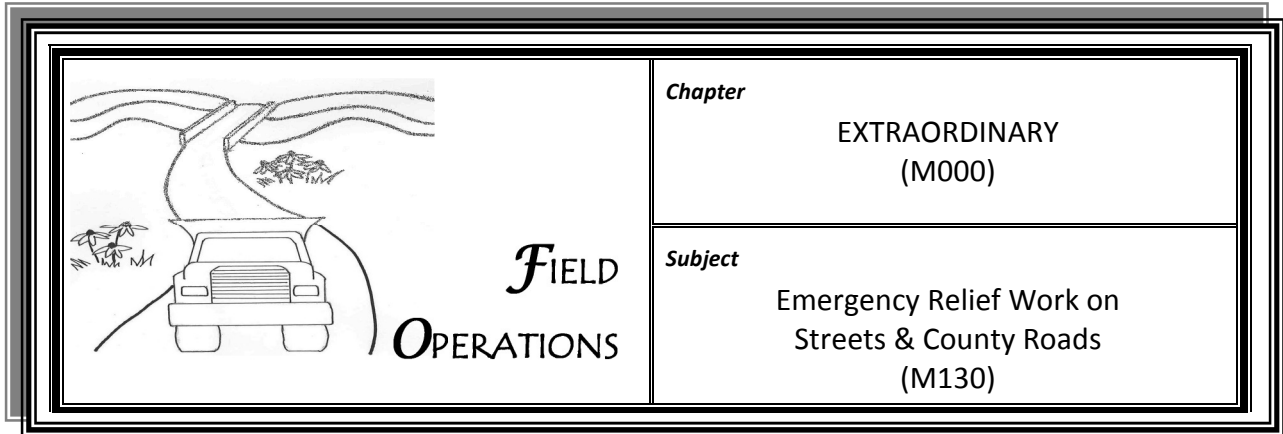 FIELD
OPERATIONS
Chapter
EXTRAORDINARY
(M000)
Subject
Emergency Relief Work on
Streets & County Roads
(M130)